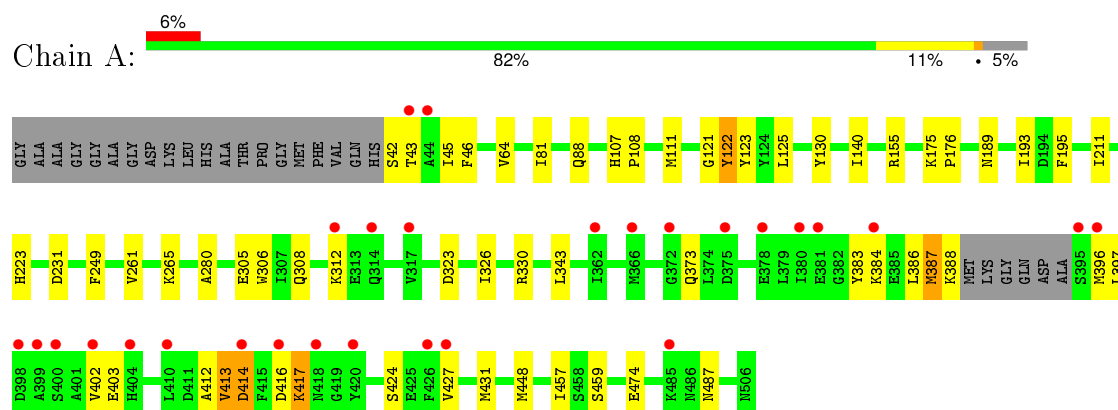 6%
Chain A:
82% 11% • 5%
GLY ALA ALA GLY GLY ALA GLY ASP LYS LEU HIS ALA THR PRO GLY MET PHE VAL GLN HIS S42 T43 A44 I45 F46 V64 I81 Q88 H107 P108 M111 G121 Y122 Y123 Y124 L125 Y130 I140 R155 K175 P176 N189 I193 D194 F195 I211
H223 D231 F249 V261 K265 A280 E305 W306 I307 Q308 K312 E313 Q314 V317 D323 I326 R330 L343 I362 M366 G372 Q373 L374 D375 E378 L379 I380 E381 G382 Y383 K384 E385 L386 M387 K388 MET LYS GLY GLN ASP ALA S395 M396 L397
D398 A399 S400 A401 V402 E403 H404 L410 D411 A412 V413 D414 F415 D416 K417 N418 G419 Y420 S424 E425 F426 V427 M431 M448 I457 S458 S459 E474 K485 N486 N487 N506